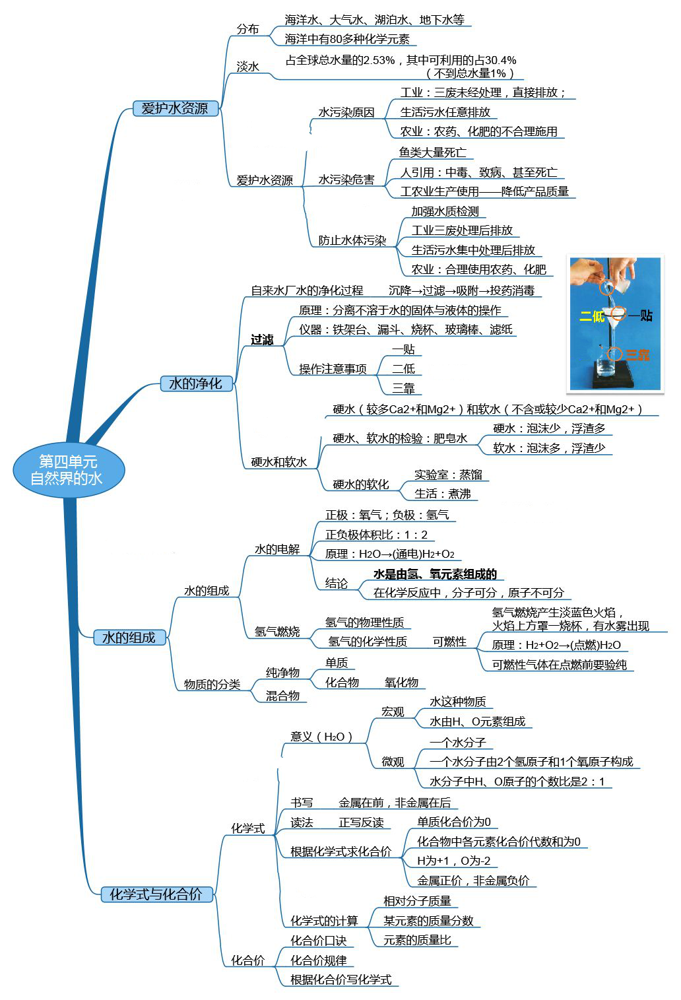 第四单元
自然界的水
爱护水资源
分布
海洋水、大气水、湖泊水、地下水等
海洋中有80多种化学元素
淡水
占全球总水量的2.53%，其中可利用的占30.4%
（不到总水量1%）
爱护水资源
水污染原因
工业：三废未经处理，直接排放；
生活污水任意排放
农业：农药、化肥的不合理施用
水污染危害
鱼类大量死亡
人引用：中毒、致病、甚至死亡
工农业生产使用——降低产品质量
防止水体污染
加强水质检测
工业三废处理后排放
生活污水集中处理后排放
农业：合理使用农药、化肥
水的净化
自来水厂水的净化过程
沉降→过滤→吸附→投药消毒
过滤
原理：分离不溶于水的固体与液体的操作
仪器：铁架台、漏斗、烧杯、玻璃棒、滤纸
操作注意事项
一贴
二低
三靠
二低
一贴
三靠
硬水和软水
硬水（较多Ca2+和Mg2+）和软水（不含或较少Ca2+和Mg2+）
硬水、软水的检验：肥皂水
硬水：泡沫少，浮渣多
软水：泡沫多，浮渣少
硬水的软化
实验室：蒸馏
生活：煮沸
水的组成
水的组成
水的电解
正极：氧气；负极：氢气
正负极体积比：1：2
原理：H2O→(通电)H2+O2
结论
水是由氢、氧元素组成的
在化学反应中，分子可分，原子不可分
氢气燃烧
氢气的物理性质
氢气的化学性质
可燃性
氢气燃烧产生淡蓝色火焰，
火焰上方罩一烧杯，有水雾出现
原理：H2+O2→(点燃)H2O
可燃性气体在点燃前要验纯
物质的分类
纯净物
单质
化合物
氧化物
混合物
化学式与化合价
化学式
意义（H2O）
宏观
水这种物质
水由H、O元素组成
微观
一个水分子
一个水分子由2个氢原子和1个氧原子构成
水分子中H、O原子的个数比是2：1
书写
金属在前，非金属在后
读法
正写反读
根据化学式求化合价
单质化合价为0
化合物中各元素化合价代数和为0
H为+1，O为-2
金属正价，非金属负价
化学式的计算
相对分子质量
某元素的质量分数
元素的质量比
化合价
化合价口诀
化合价规律
根据化合价写化学式